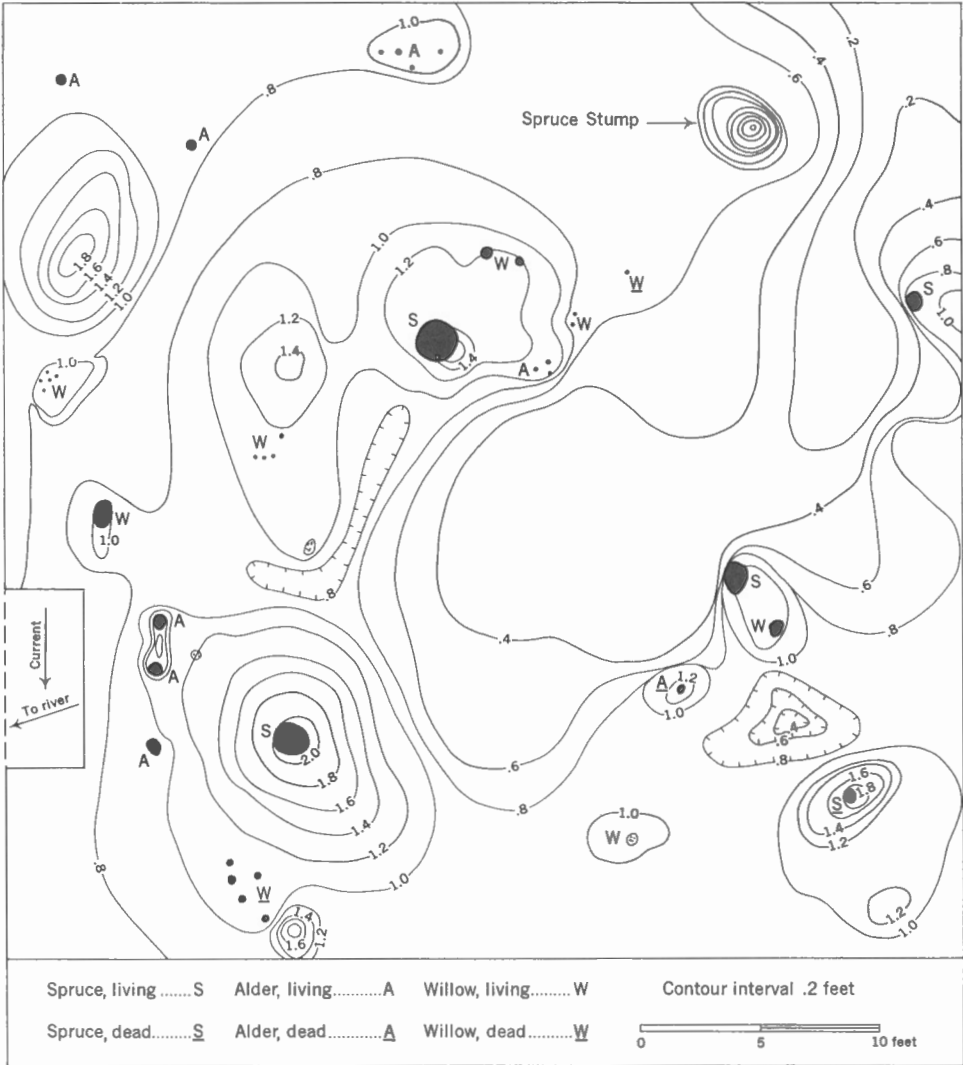 1.0
A
.2
.4
.6
A
.8
.2
Spruce Stump
A
.8
.4
1.0
.6
1.2
W
.8
1.8
1.6
1.4
1.2
1.0
W
S
1.0
1.2
S
W
1.4
1.4
1.0
A
W
W
W
1.0
.4
S
.6
.8
W
Current
A
.4
.8
1.0
A
A
1.2
To river
1.0
S
.4
A
2.0
.6
.8
.6
1.8
1.6
1.8
S
1.6
.8
1.4
1.0
1.4
W
1.2
1.2
.8
1.0
W
1.4
1.2
1.6
1.2
1.0
Spruce, living ....... S Alder, living .......... A Willow, living ........ W Contour interval .2 feet
Spruce, dead ........ S Alder, dead .......... A Willow, dead ......... W
0 5 10 feet